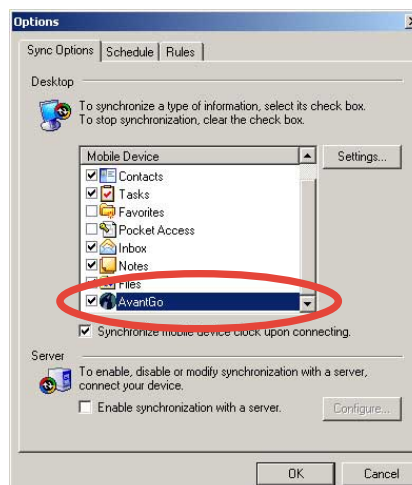 Options
Sync Options Schedule Rules
Desktop
To synchronize a type of information, select its check box.
To stop synchronization, clear the check box.
Mobile Device
Settings...
Contacts
Tasks
Favorites
Pocket Access
Inbox
Notes
Files
AvantGo
Synchronize mobile device clock upon connecting.
Server
To enable, disable or modify synchronization with a server,
connect your device.
Enable synchronization with a server.
Configure...
OK Cancel